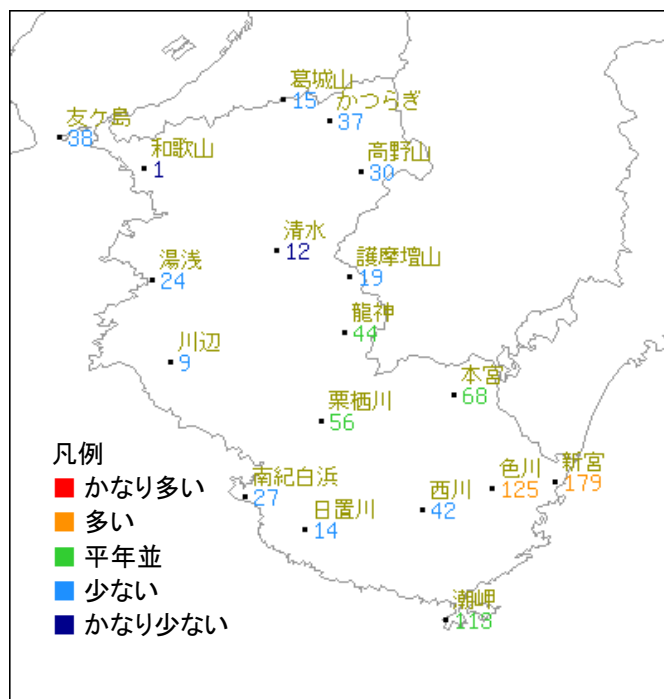 葛城山
15
かつらぎ
37
友ケ島
38
和歌山
1
高野山
30
清水
12
湯浅
24
護摩壇山
19
龍神
44
川辺
9
本宮
68
栗栖川
56
凡例
かなり多い
多い
平年並
少ない
かなり少ない
南紀白浜
27
日置川
14
西川
42
色川
125
新宮
179
潮岬
113